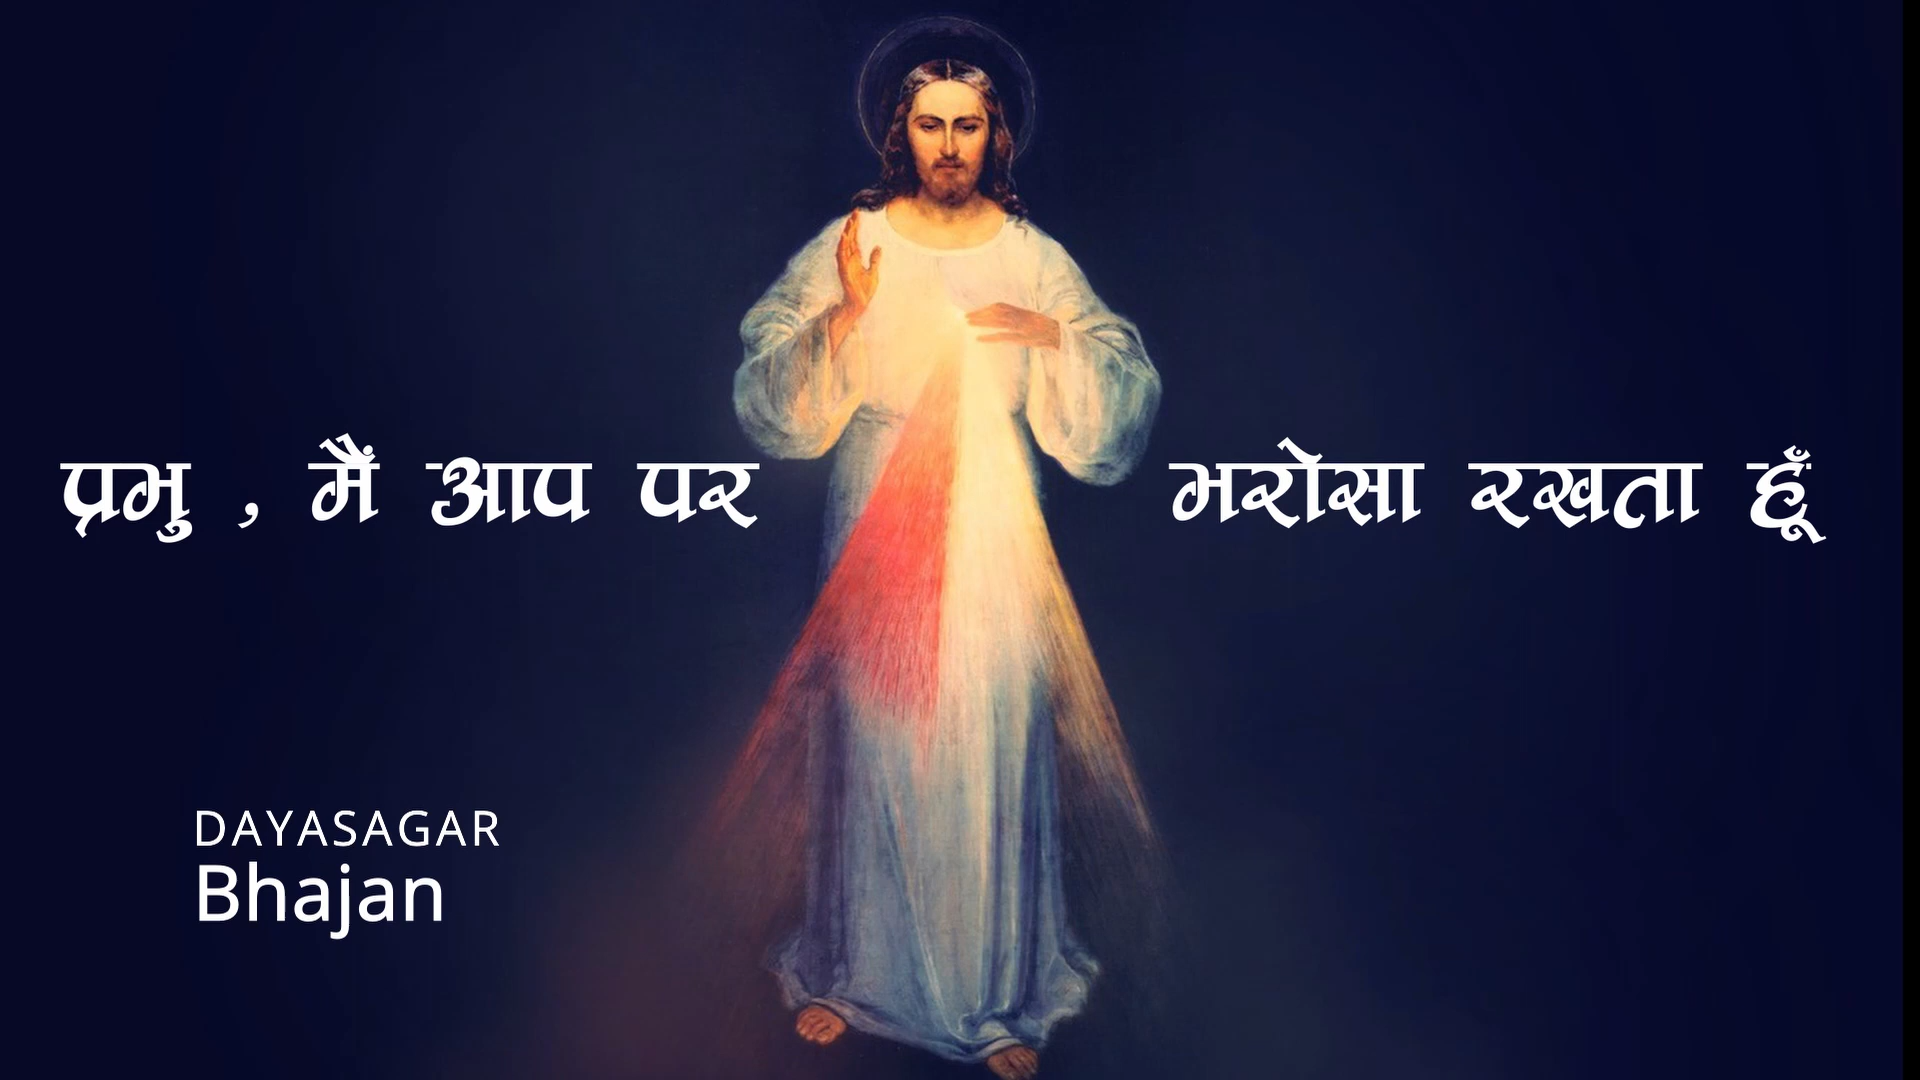 प्रभु , मैं आप पर भरोसा रखता हूँ
DAYASAGAR
Bhajan